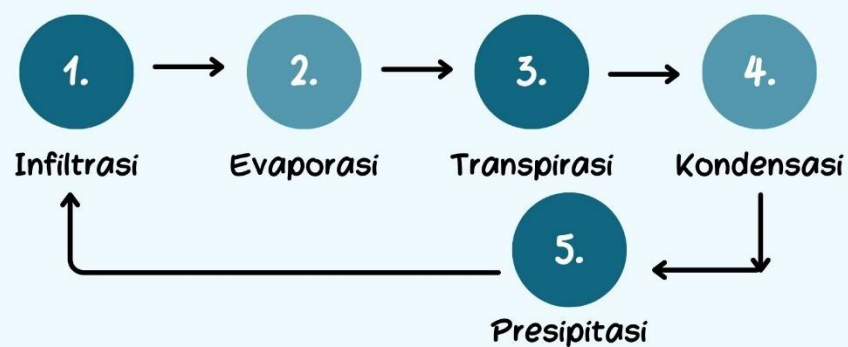 1.
Infiltrasi
2.
Evaporasi
3.
Transpirasi
4.
Kondensasi
5.
Presipitasi